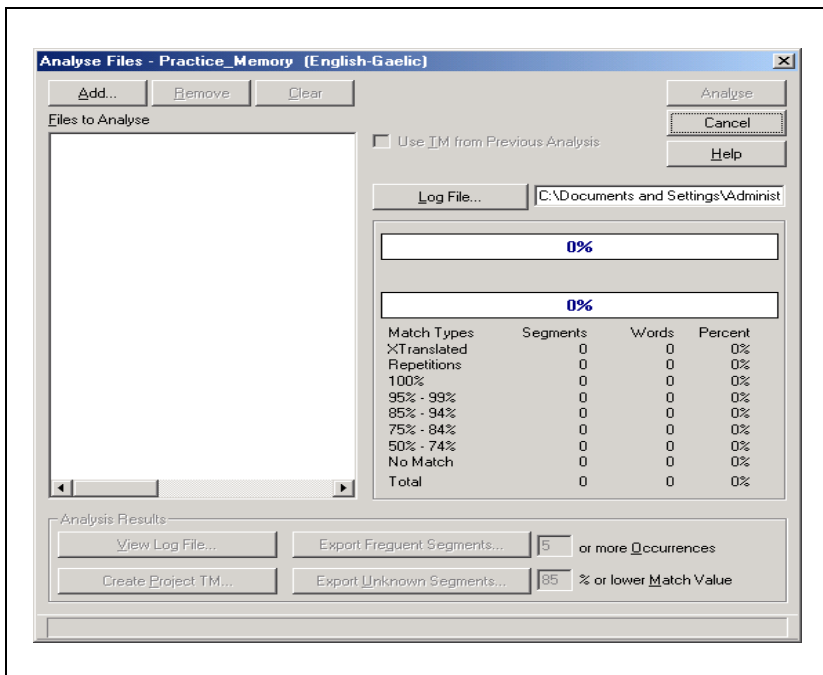 Analyse Files - Practice_Memory (English-Gaelic)
Add... Remove Clear Analyse
Files to Analyse Cancel
Use TM from Previous Analysis
Help
Log File... C:\Documents and Settings\Administ
0%
0%
Match Types Segments Words Percent
XTranslated 0 0 0%
Repetitions 0 0 0%
100% 0 0 0%
95% - 99% 0 0 0%
85% - 94% 0 0 0%
75% - 84% 0 0 0%
50% - 74% 0 0 0%
No Match 0 0 0%
Total 0 0 0%
Analysis Results
View Log File... Export Frequent Segments... 5 or more Occurrences
Create Project TM... Export Unknown Segments... 85 % or lower Match Value